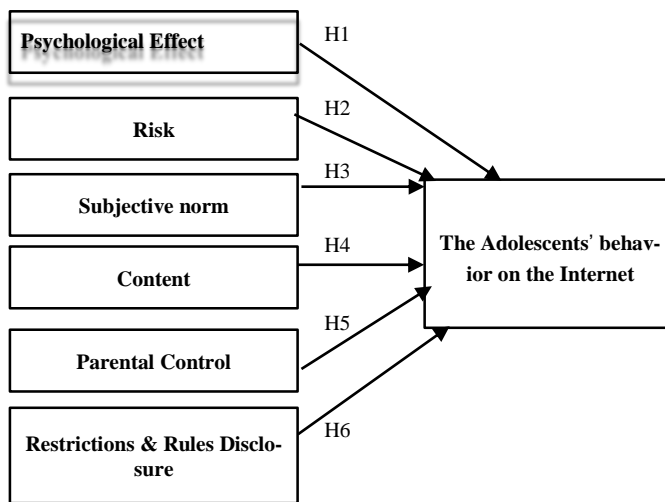 Psychological Effect
H1
Risk
H2
Subjective norm
H3
Content
H4
Parental Control
H5
Restrictions & Rules Disclo-
sure
H6
The Adolescents’ behav-
ior on the Internet